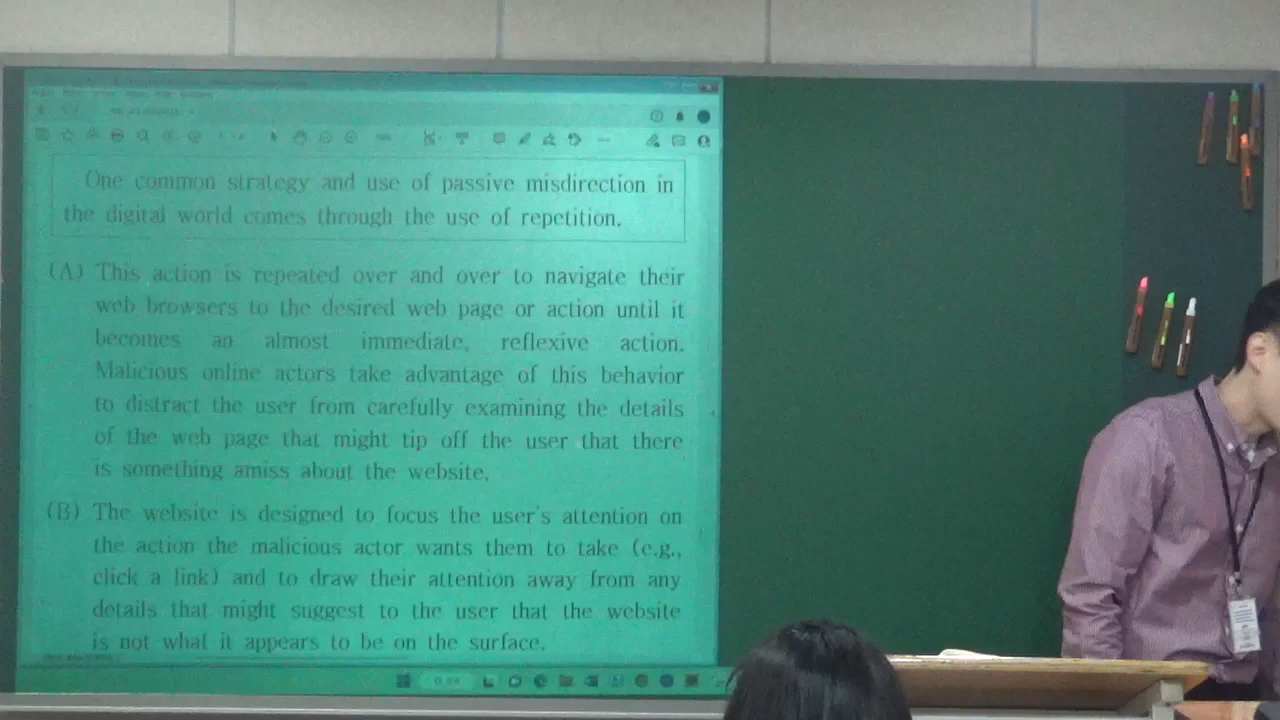 One common strategy and use of passive misdirection in
the digital world comes through the use of repetition.
(A) This action is repeated over and over to navigate their
web browsers to the desired web page or action until it
becomes an almost immediate, reflexive action.
Malicious online actors take advantage of this behavior
to distract the user from carefully examining the details
of the web page that might tip off the user that there
is something amiss about the website.
(B) The website is designed to focus the user's attention on
the action the malicious actor wants them to take (e.g.,
click a link) and to draw their attention away from any
details that might suggest to the user that the website
is not what it appears to be on the surface.